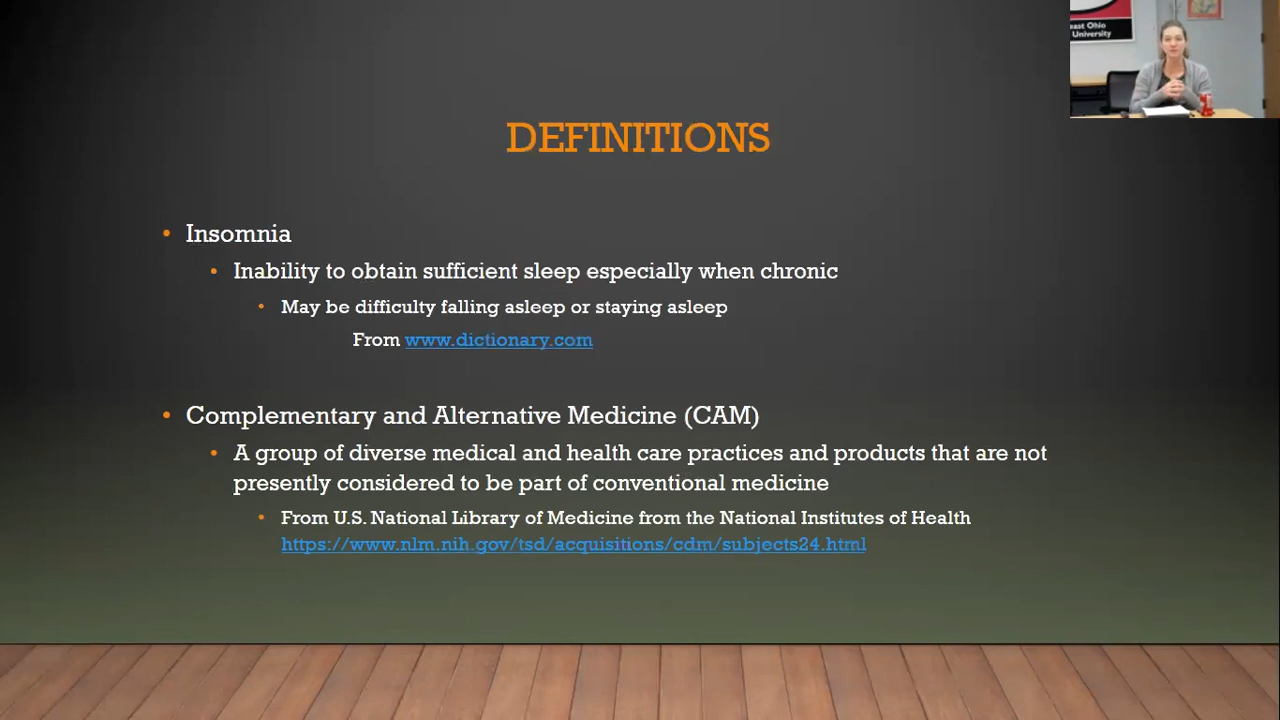 east Ohio
University
DEFINITIONS
Insomnia
Inability to obtain sufficient sleep especially when chronic
May be difficulty falling asleep or staying asleep
From www.dictionary.com
Complementary and Alternative Medicine (CAM)
A group of diverse medical and health care practices and products that are not
presently considered to be part of conventional medicine
From U.S. National Library of Medicine from the National Institutes of Health
https://www.nlm.nih.gov/tsd/acquisitions/cdm/subjects24.html